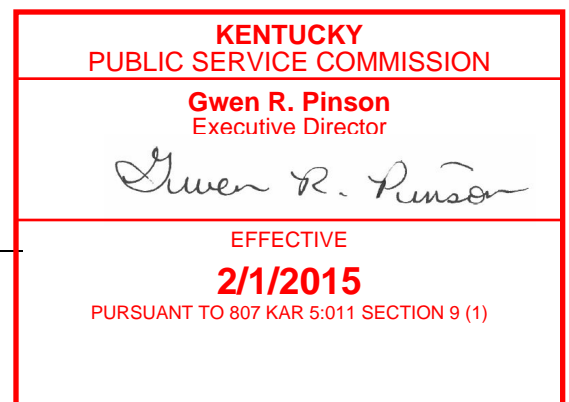 KENTUCKY
PUBLIC SERVICE COMMISSION
Gwen R. Pinson
Executive Director
Gwen R. Pinson
EFFECTIVE
2/1/2015
PURSUANT TO 807 KAR 5:011 SECTION 9 (1)